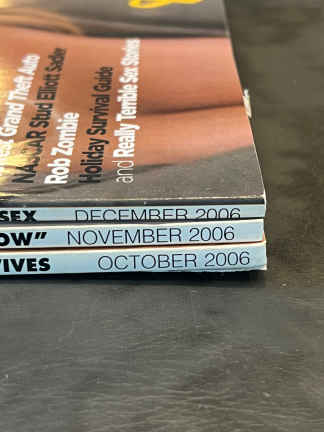 Grand Theft Auto
NASCAR Stud Elliott Sadler
Rob Zombie
Holiday Survival Guide
and Really Terrible Sex Stories
SEX DECEMBER 2006
OW” NOVEMBER 2006
IVES OCTOBER 2006